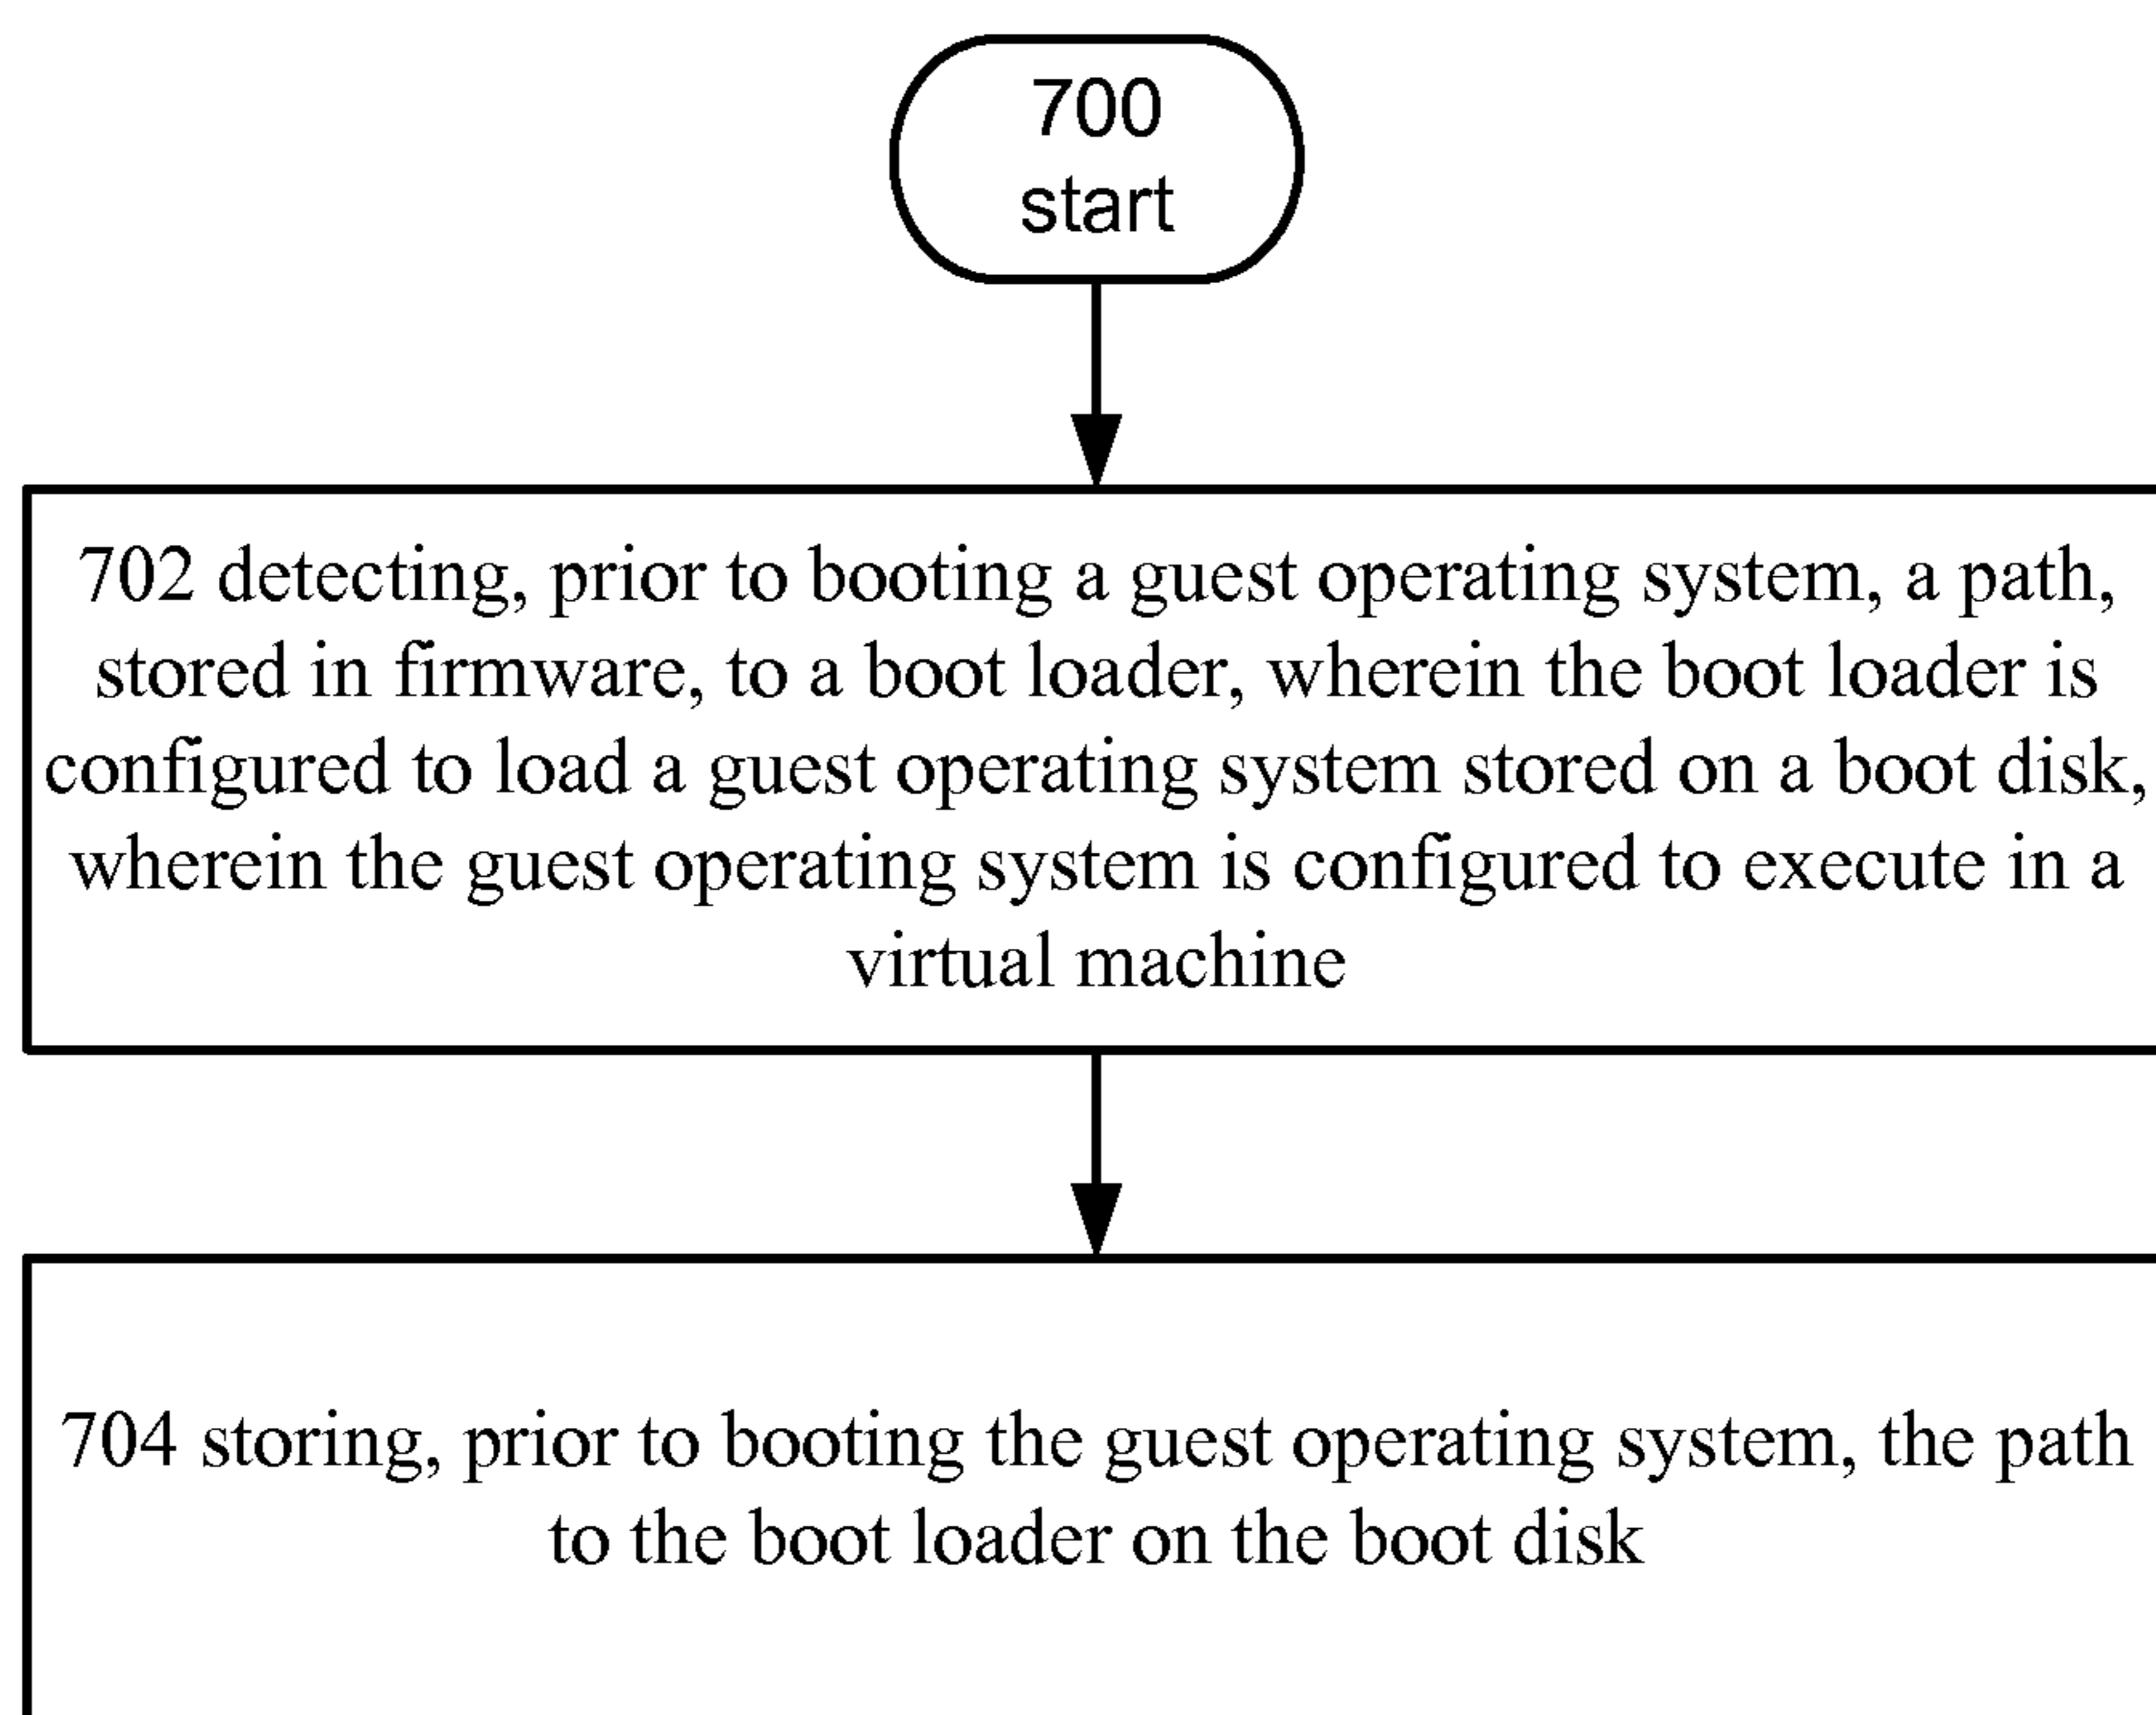 700
start
702 detecting, prior to booting a guest operating system, a path,
stored in firmware, to a boot loader, wherein the boot loader is
configured to load a guest operating system stored on a boot disk,
wherein the guest operating system is configured to execute in a
virtual machine
704 storing, prior to booting the guest operating system, the path
to the boot loader on the boot disk